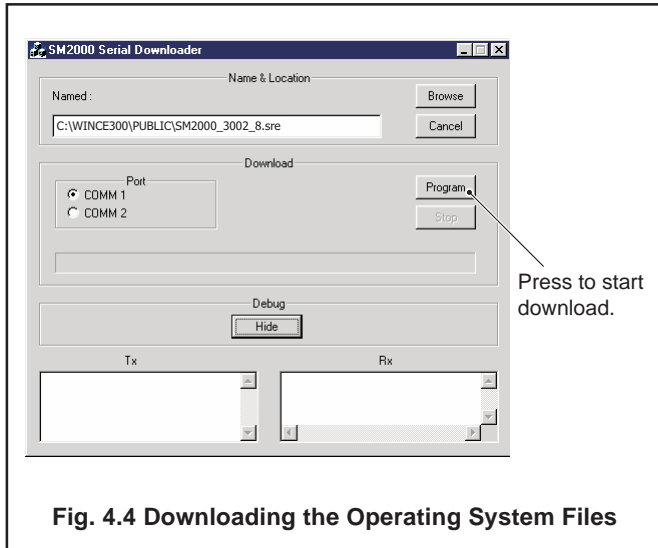 SM2000 Serial Downloader
Name & Location
Named :
Browse
C:\WINCE300\PUBLIC\SM2000_3002_8.sre
Cancel
Download
Port
COMM 1
COMM 2
Program
Stop
Press to start
download.
Debug
Hide
Tx
Rx
Fig. 4.4 Downloading the Operating System Files